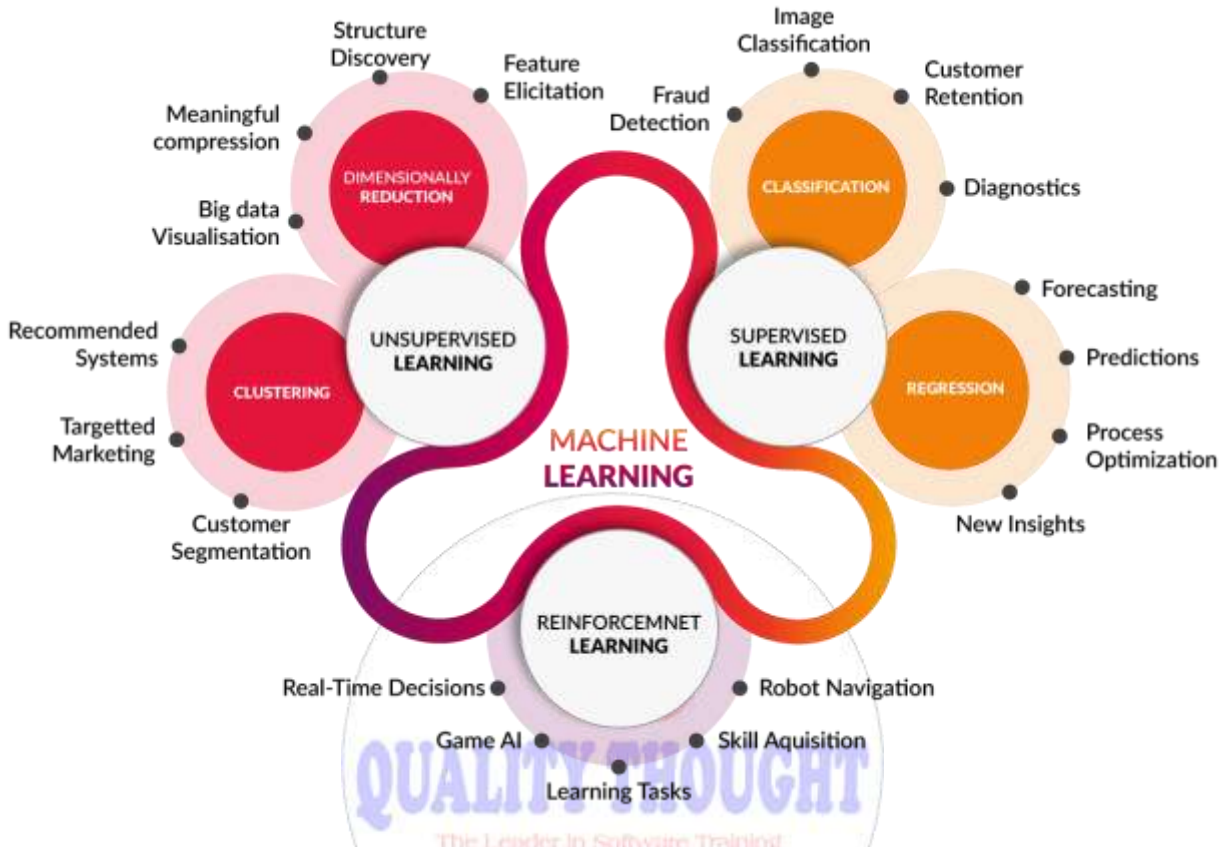 Structure
Discovery
Feature
Elicitation
Meaningful
compression
DIMENSIONALLY
REDUCTION
Big data
Visualisation
Recommended
Systems
CLUSTERING
Targetted
Marketing
Customer
Segmentation
UNSUPERVISED
LEARNING
Image
Classification
Customer
Retention
Fraud
Detection
CLASSIFICATION
Diagnostics
SUPERVISED
LEARNING
Forecasting
Predictions
REGRESSION
Process
Optimization
New Insights
MACHINE
LEARNING
REINFORCEMNET
LEARNING
Real-Time Decisions
Robot Navigation
Game AI
Skill Aquisition
Learning Tasks
QUALITY THOUGHT
The Leader in Software Training